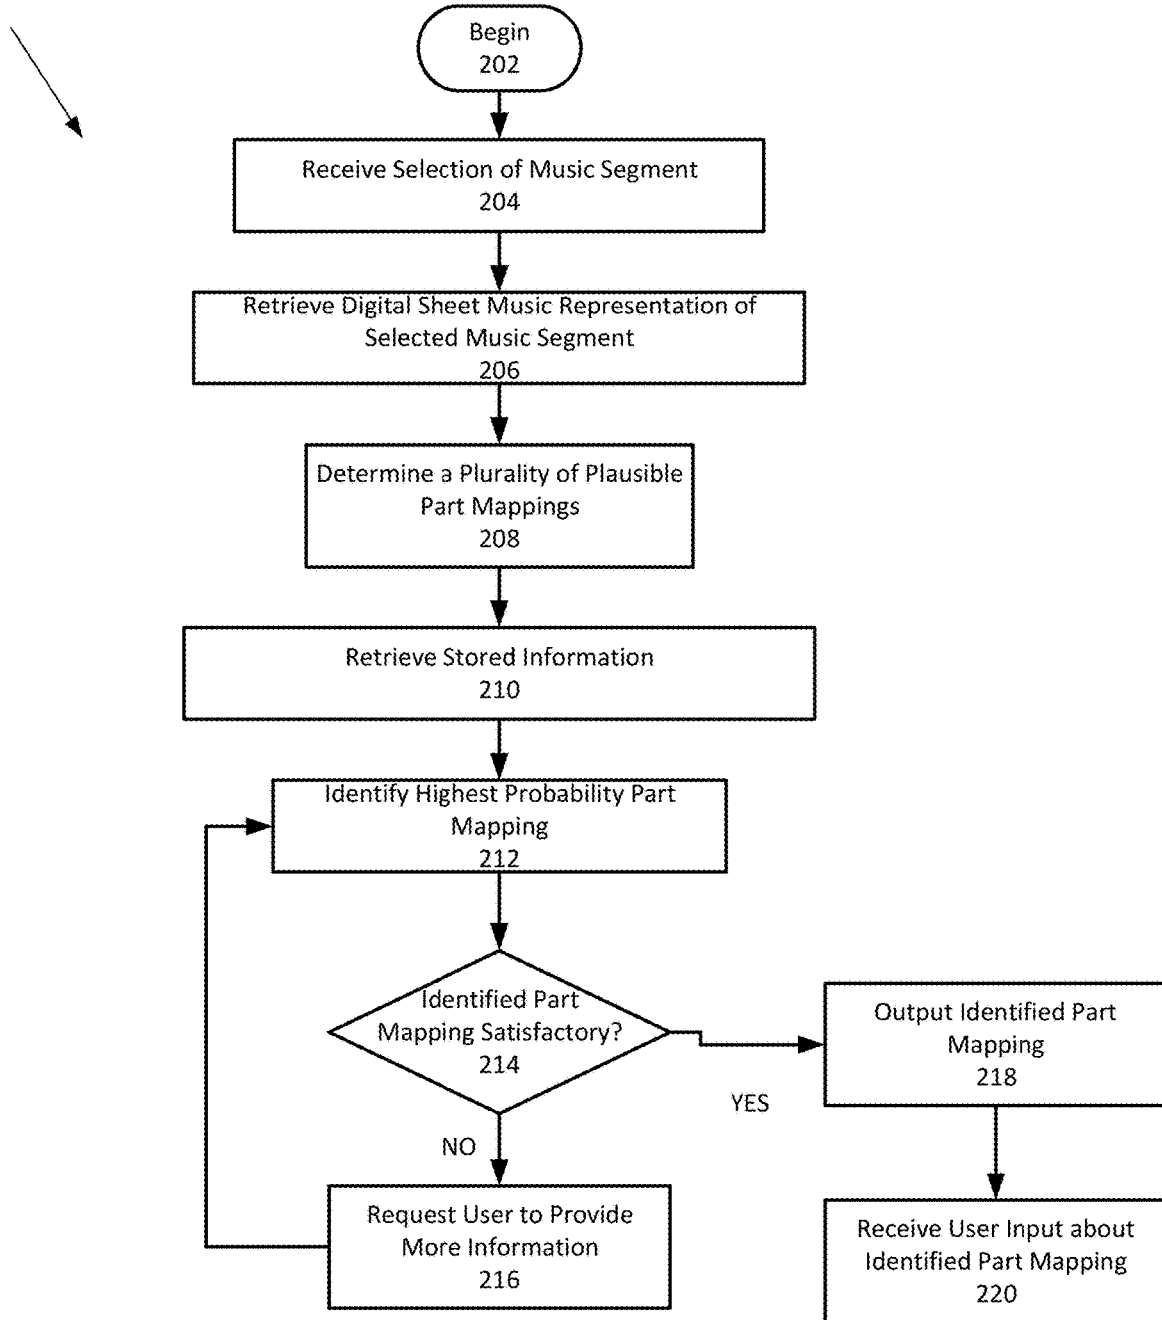 Begin
202
Receive Selection of Music Segment
204
Retrieve Digital Sheet Music Representation of
Selected Music Segment
206
Determine a Plurality of Plausible
Part Mappings
208
Retrieve Stored Information
210
Identify Highest Probability Part
Mapping
212
Identified Part
Mapping Satisfactory?
214
NO
YES
Request User to Provide
More Information
216
Output Identified Part
Mapping
218
Receive User Input about
Identified Part Mapping
220